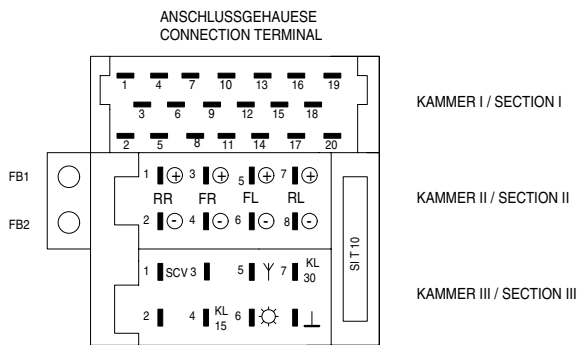 ANSCHLUSSGEHAEUSE
CONNECTION TERMINAL
1 4 7 10 13 16 19
3 6 9 12 15 18
2 5 8 11 14 17 20
KAMMER I / SECTION I
FB1
1 + 3 + 5 + 7 +
RR FR FL RL
KAMMER II / SECTION II
FB2
2 - 4 - 6 - 8 -
SI T 10
1 SCV 3 5 7 KL 30
2 4 KL 15 6
KAMMER III / SECTION III